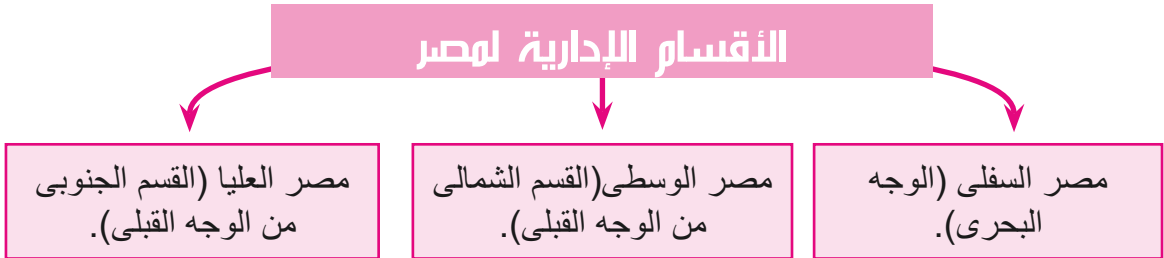 الأقسام الإدارية لمصر
مصر السفلى (الوجه
البحرى).
مصر الوسطى(القسم الشمالى
من الوجه القبلى).
مصر العليا (القسم الجنوبى
من الوجه القبلى).